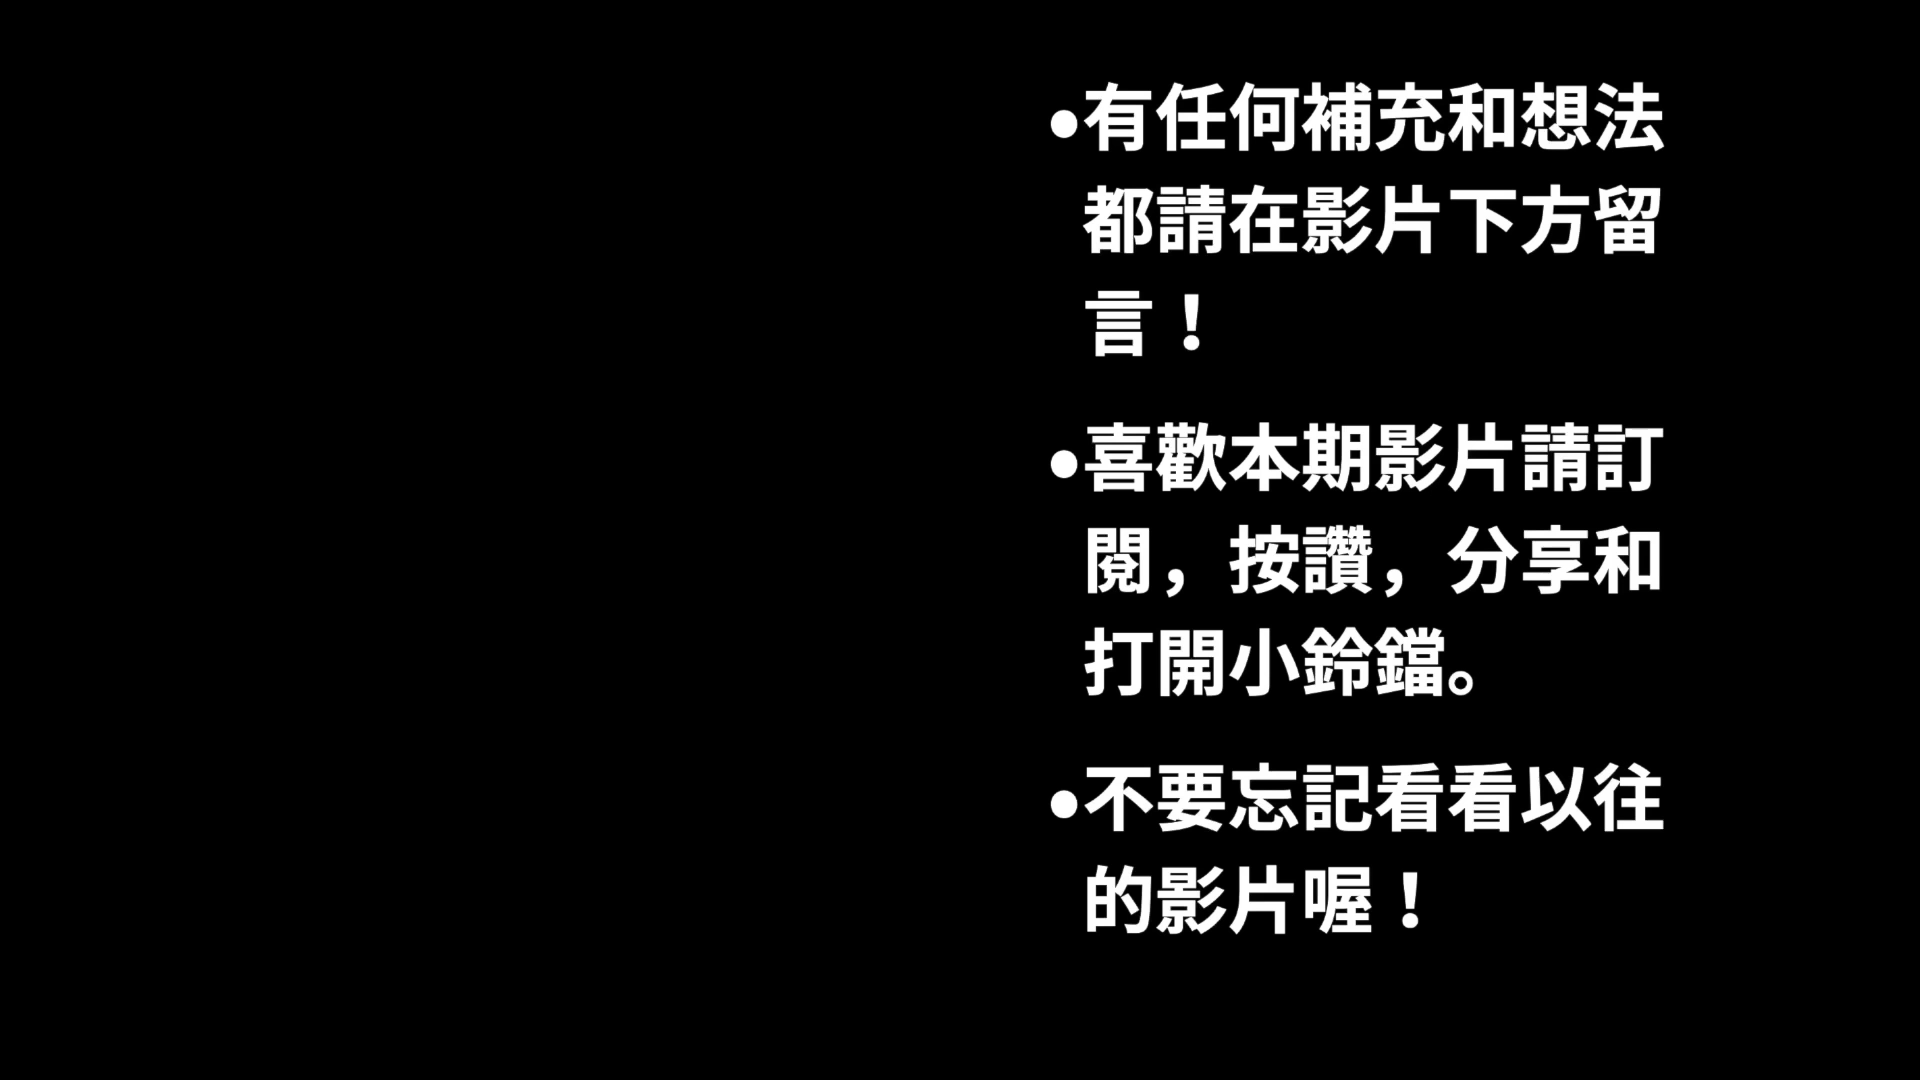 •有任何補充和想法
都請在影片下方留
言！
•喜歡本期影片請訂
閱，按讚，分享和
打開小鈴鐺。
•不要忘記看看以往
的影片喔！